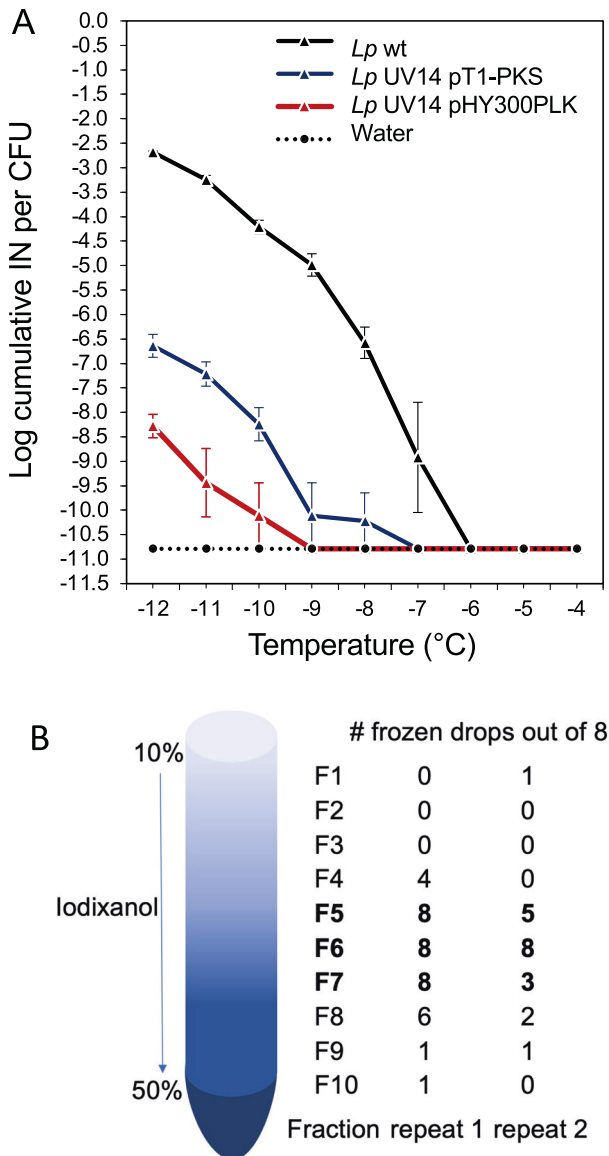 A
Log cumulative IN per CFU
0.0
-0.5
-1.0
-1.5
-2.0
-2.5
-3.0
-3.5
-4.0
-4.5
-5.0
-5.5
-6.0
-6.5
-7.0
-7.5
-8.0
-8.5
-9.0
-9.5
-10.0
-10.5
-11.0
-11.5
Lp wt
Lp UV14 pT1-PKS
Lp UV14 pHY300PLK
Water
-12 -11 -10 -9 -8 -7 -6 -5 -4
Temperature (°C)
B
10%
Iodixanol
50%
# frozen drops out of 8
F1 0 1
F2 0 0
F3 0 0
F4 4 0
F5 8 5
F6 8 8
F7 8 3
F8 6 2
F9 1 1
F10 1 0
Fraction repeat 1 repeat 2